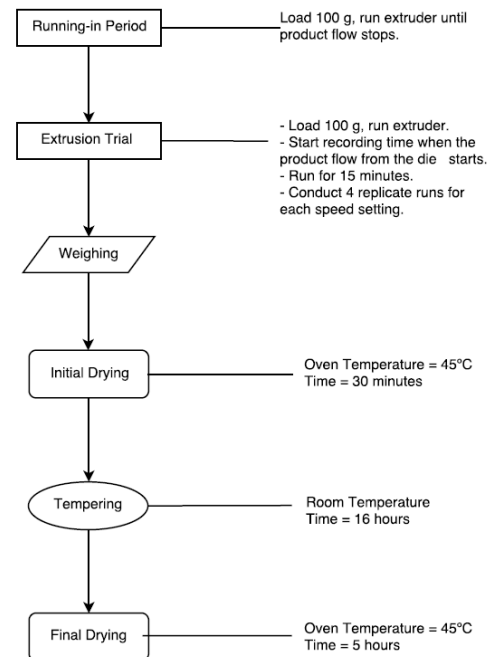 Running-in Period
Load 100 g, run extruder until
product flow stops.
Extrusion Trial
- Load 100 g, run extruder.
- Start recording time when the
product flow from the die starts.
- Run for 15 minutes.
- Conduct 4 replicate runs for
each speed setting.
Weighing
Initial Drying
Oven Temperature = 45°C
Time = 30 minutes
Tempering
Room Temperature
Time = 16 hours
Final Drying
Oven Temperature = 45°C
Time = 5 hours